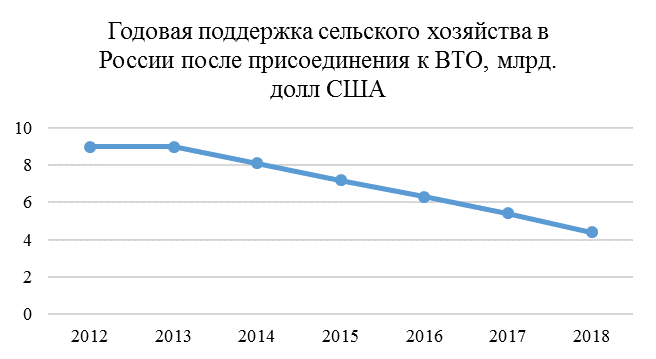 Годовая поддержка сельского хозяйства в
России после присоединения к ВТО, млрд.
долл США
10
8
6
4
2
0
2012 2013 2014 2015 2016 2017 2018